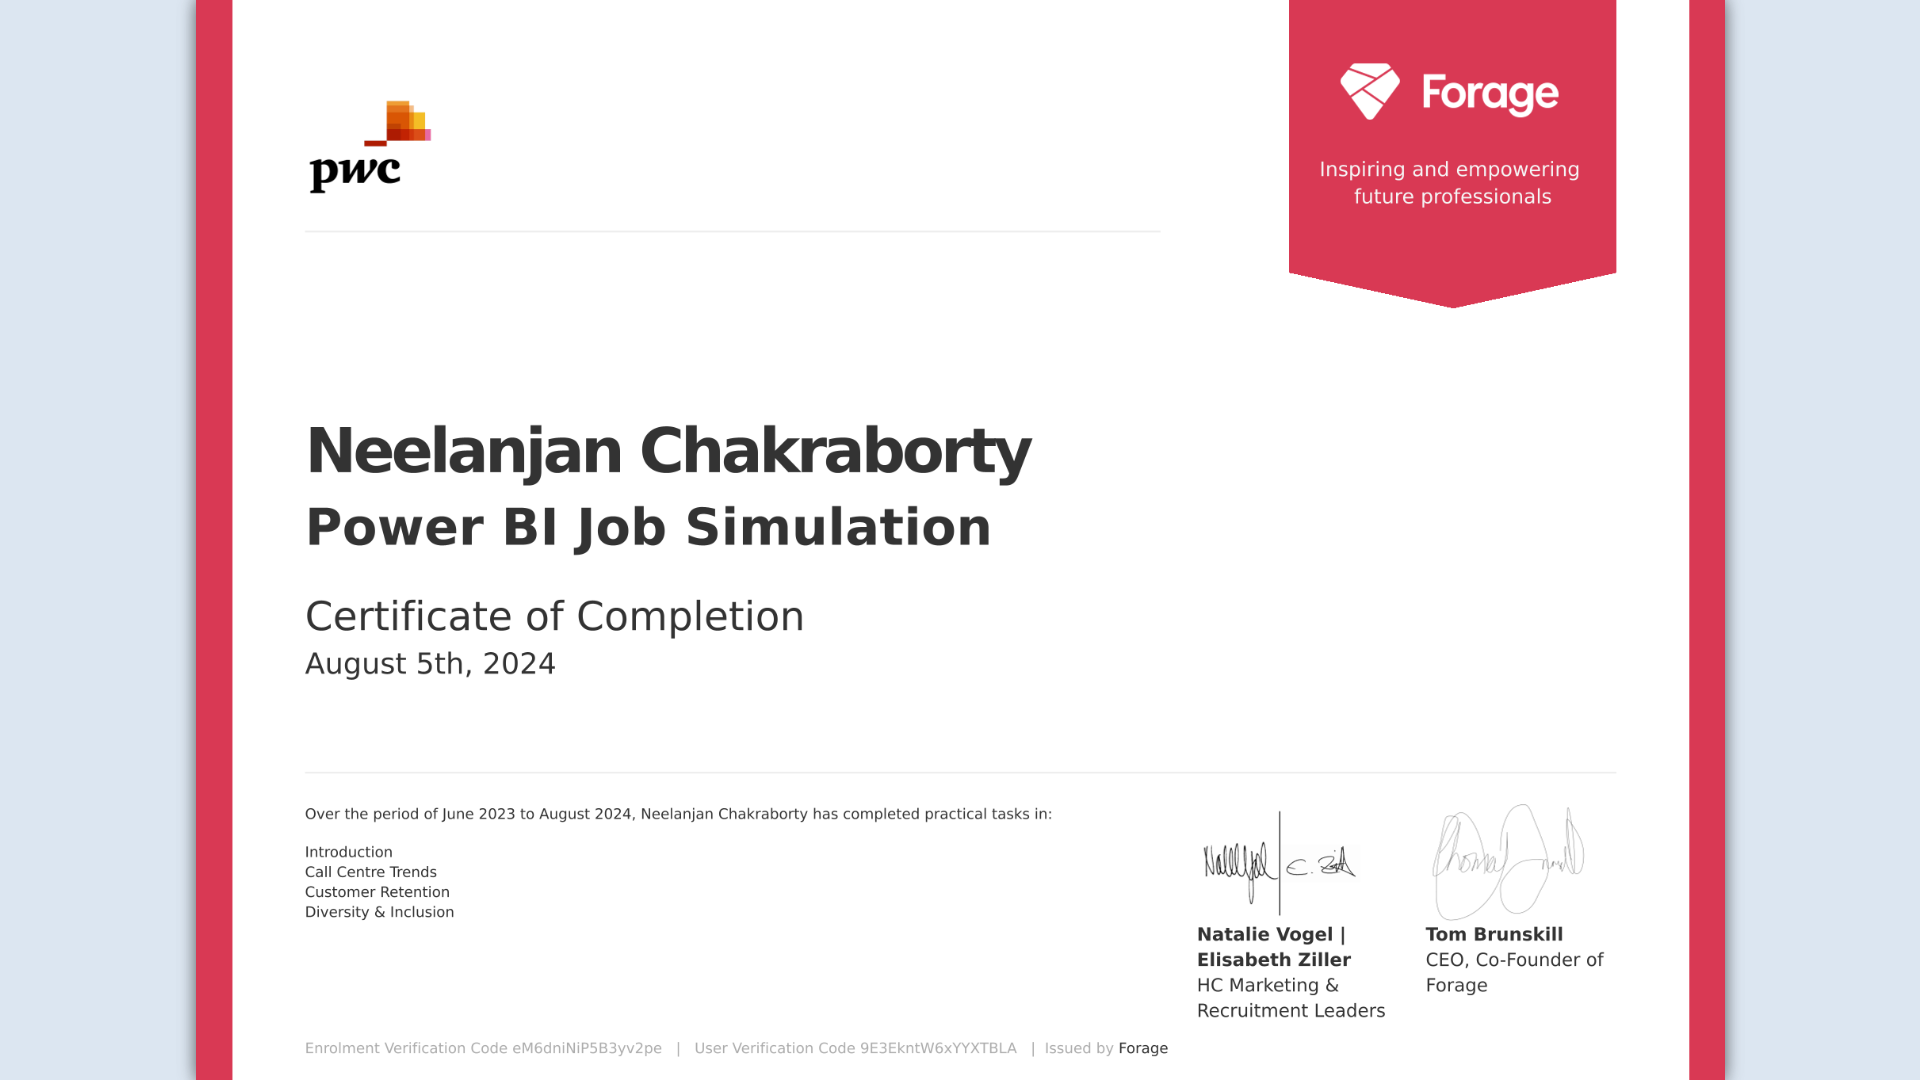 pwc
Forage
Inspiring and empowering
future professionals
Neelanjan Chakraborty
Power BI Job Simulation
Certificate of Completion
August 5th, 2024
Over the period of June 2023 to August 2024, Neelanjan Chakraborty has completed practical tasks in:
Introduction
Call Centre Trends
Customer Retention
Diversity & Inclusion
Natalie Vogel |
Elisabeth Ziller
HC Marketing &
Recruitment Leaders
Tom Brunskill
CEO, Co-Founder of
Forage
Enrolment Verification Code eM6dniNiP5B3yv2pe | User Verification Code 9E3EkntW6xYYXTBLA | Issued by Forage